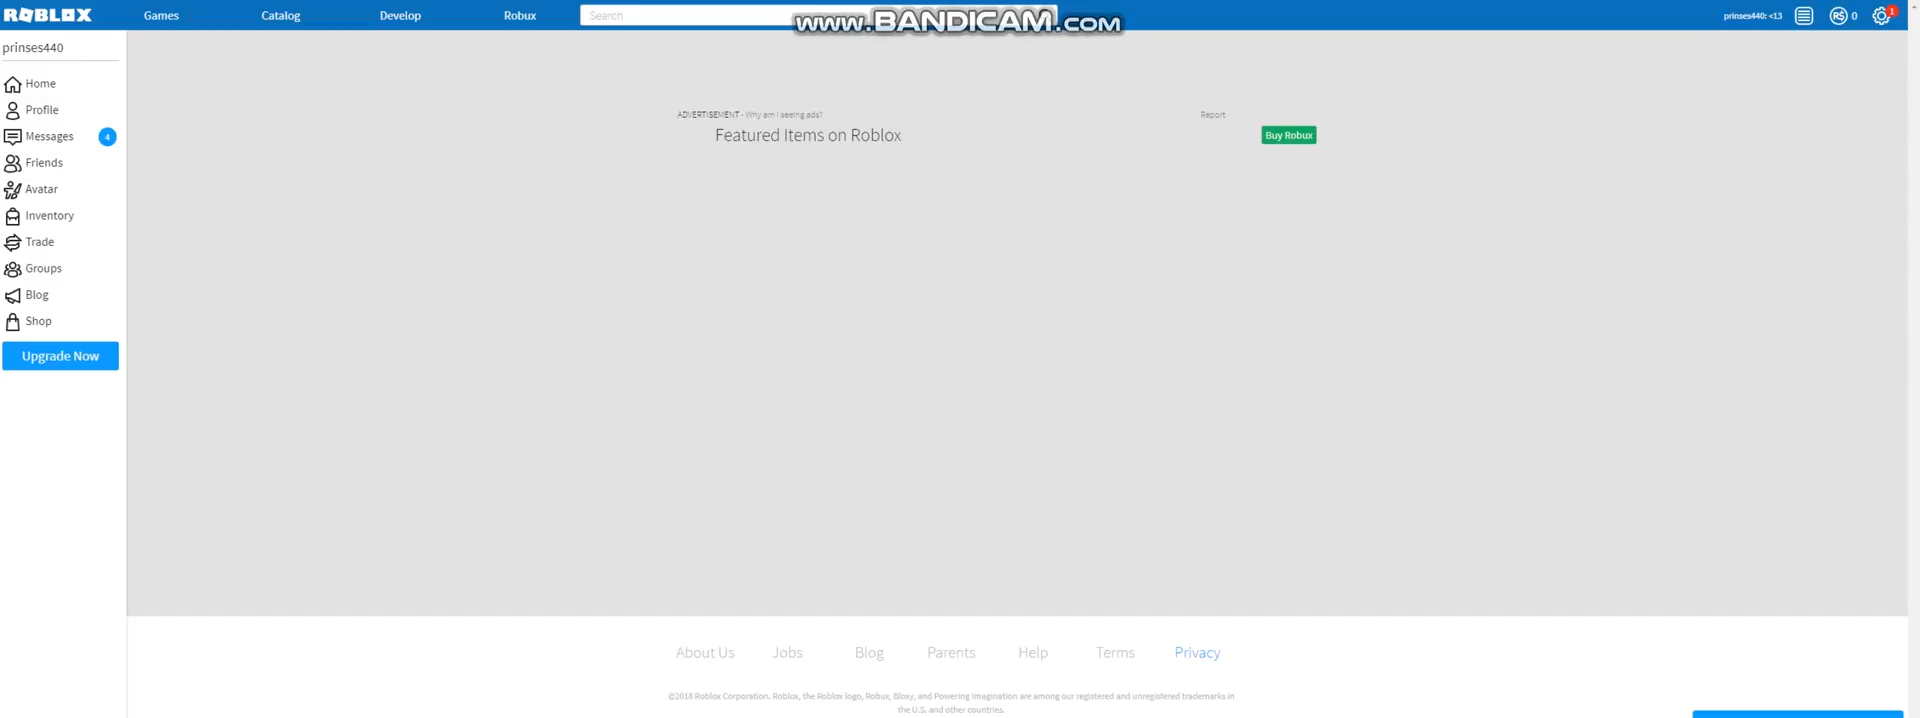 ROBLOX Games Catalog Develop Robux Search www.BANDICAM.com prinses440: <13 R$ 0 1
prinses440
Home
Profile
Messages 4
Friends
Avatar
Inventory
Trade
Groups
Blog
Shop
Upgrade Now
ADVERTISEMENT - Why am I seeing ads? Report
Featured Items on Roblox Buy Robux
About Us Jobs Blog Parents Help Terms Privacy
©2018 Roblox Corporation. Roblox, the Roblox logo, Robux, Bloxy, and Powering Imagination are among our registered and unregistered trademarks in
the U.S. and other countries.